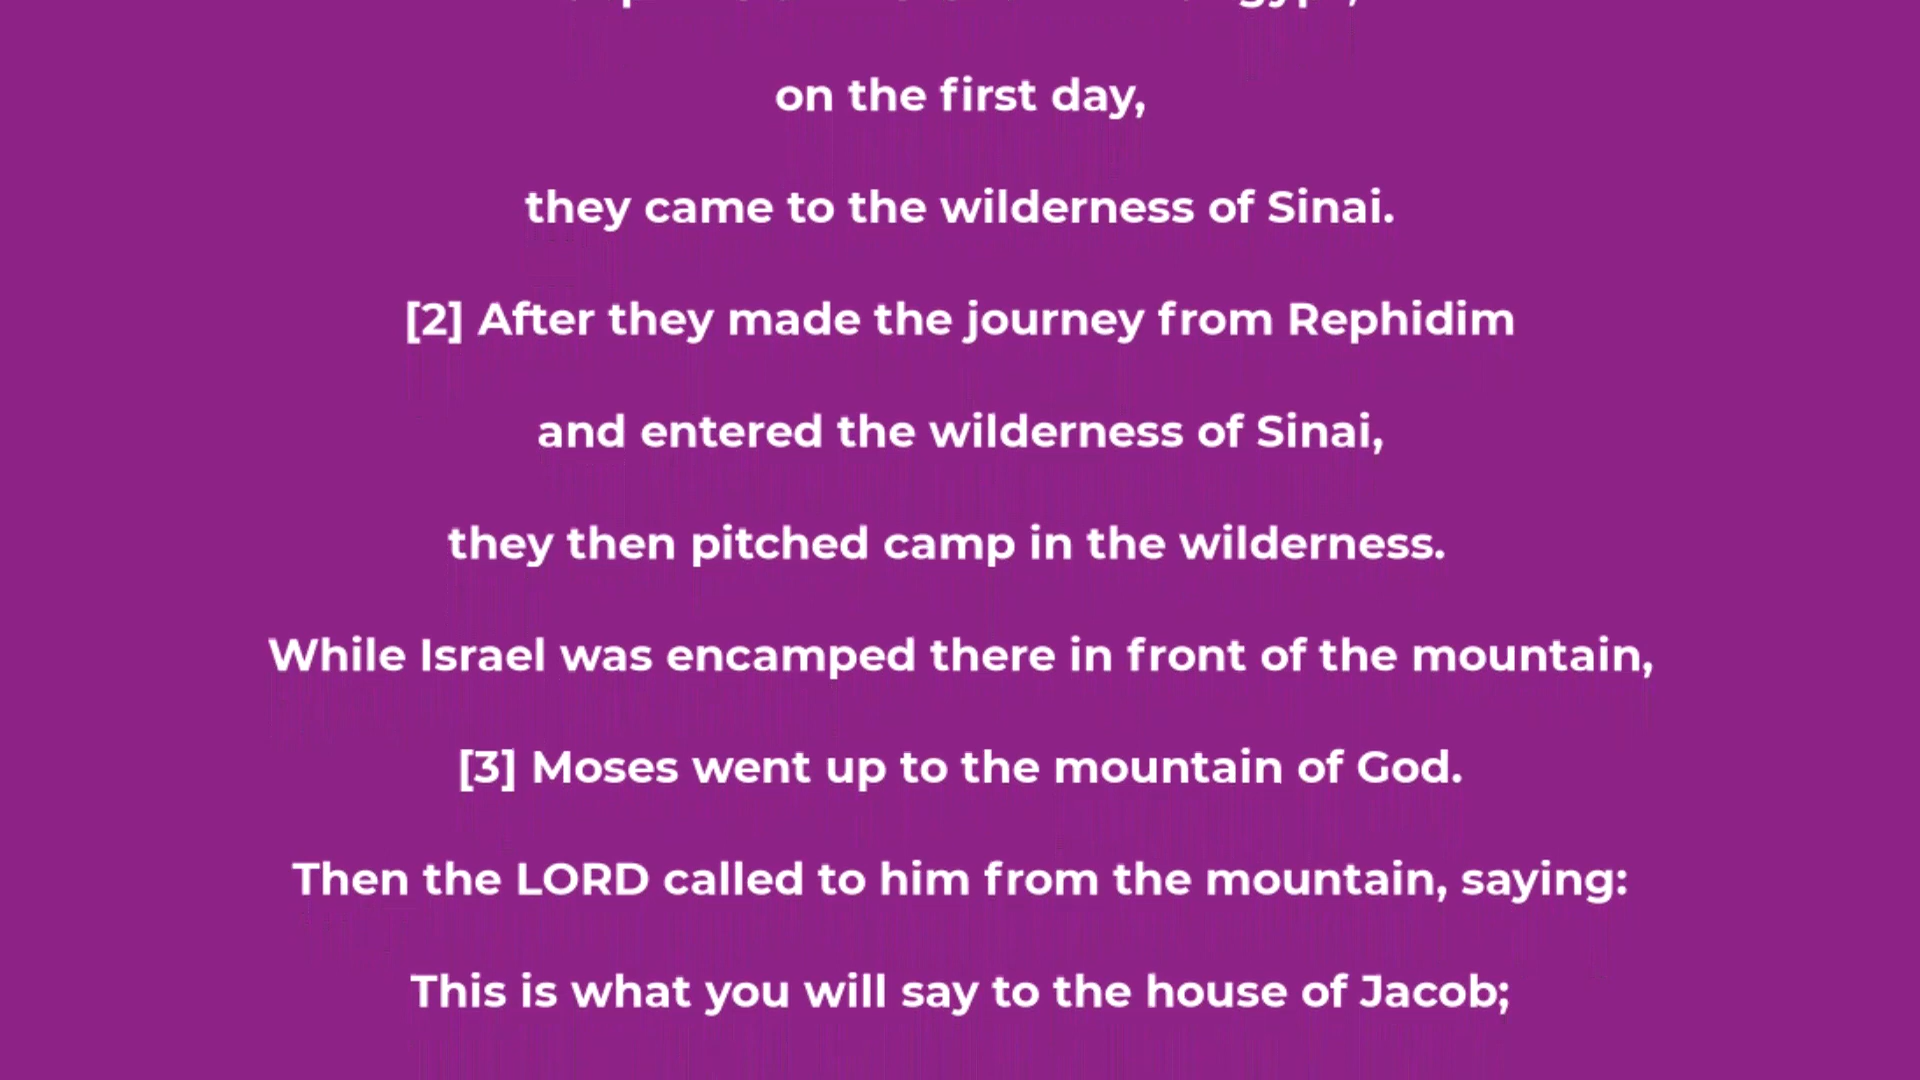 on the first day,
they came to the wilderness of Sinai.
[2] After they made the journey from Rephidim
and entered the wilderness of Sinai,
they then pitched camp in the wilderness.
While Israel was encamped there in front of the mountain,
[3] Moses went up to the mountain of God.
Then the LORD called to him from the mountain, saying:
This is what you will say to the house of Jacob;